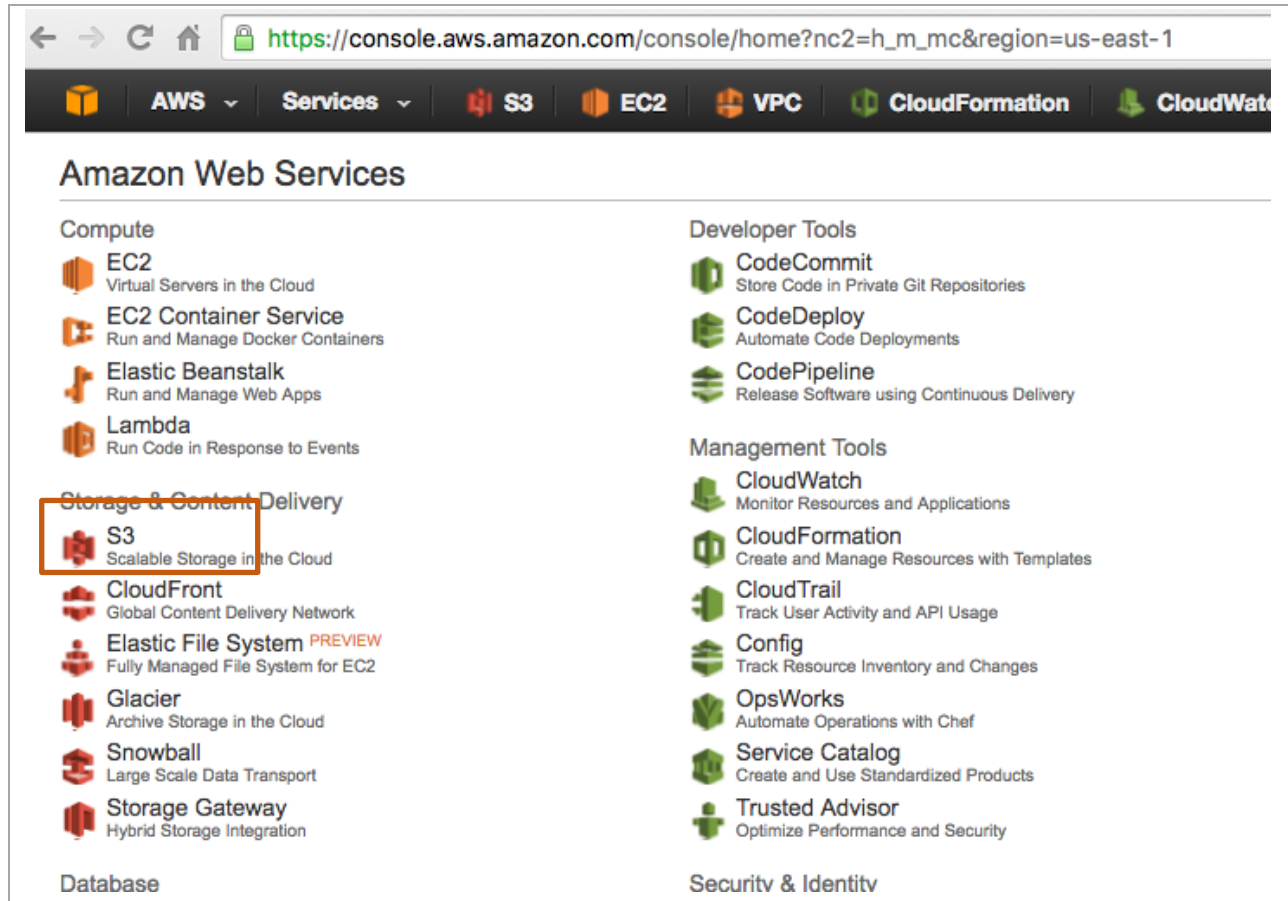 https://console.aws.amazon.com/console/home?nc2=h_m_mc&region=us-east-1
AWS Services S3 EC2 VPC CloudFormation CloudWatc
Amazon Web Services
Compute
EC2
Virtual Servers in the Cloud
EC2 Container Service
Run and Manage Docker Containers
Elastic Beanstalk
Run and Manage Web Apps
Lambda
Run Code in Response to Events
Storage & Content Delivery
S3
Scalable Storage in the Cloud
CloudFront
Global Content Delivery Network
Elastic File System PREVIEW
Fully Managed File System for EC2
Glacier
Archive Storage in the Cloud
Snowball
Large Scale Data Transport
Storage Gateway
Hybrid Storage Integration
Database
Developer Tools
CodeCommit
Store Code in Private Git Repositories
CodeDeploy
Automate Code Deployments
CodePipeline
Release Software using Continuous Delivery
Management Tools
CloudWatch
Monitor Resources and Applications
CloudFormation
Create and Manage Resources with Templates
CloudTrail
Track User Activity and API Usage
Config
Track Resource Inventory and Changes
OpsWorks
Automate Operations with Chef
Service Catalog
Create and Use Standardized Products
Trusted Advisor
Optimize Performance and Security
Security & Identity